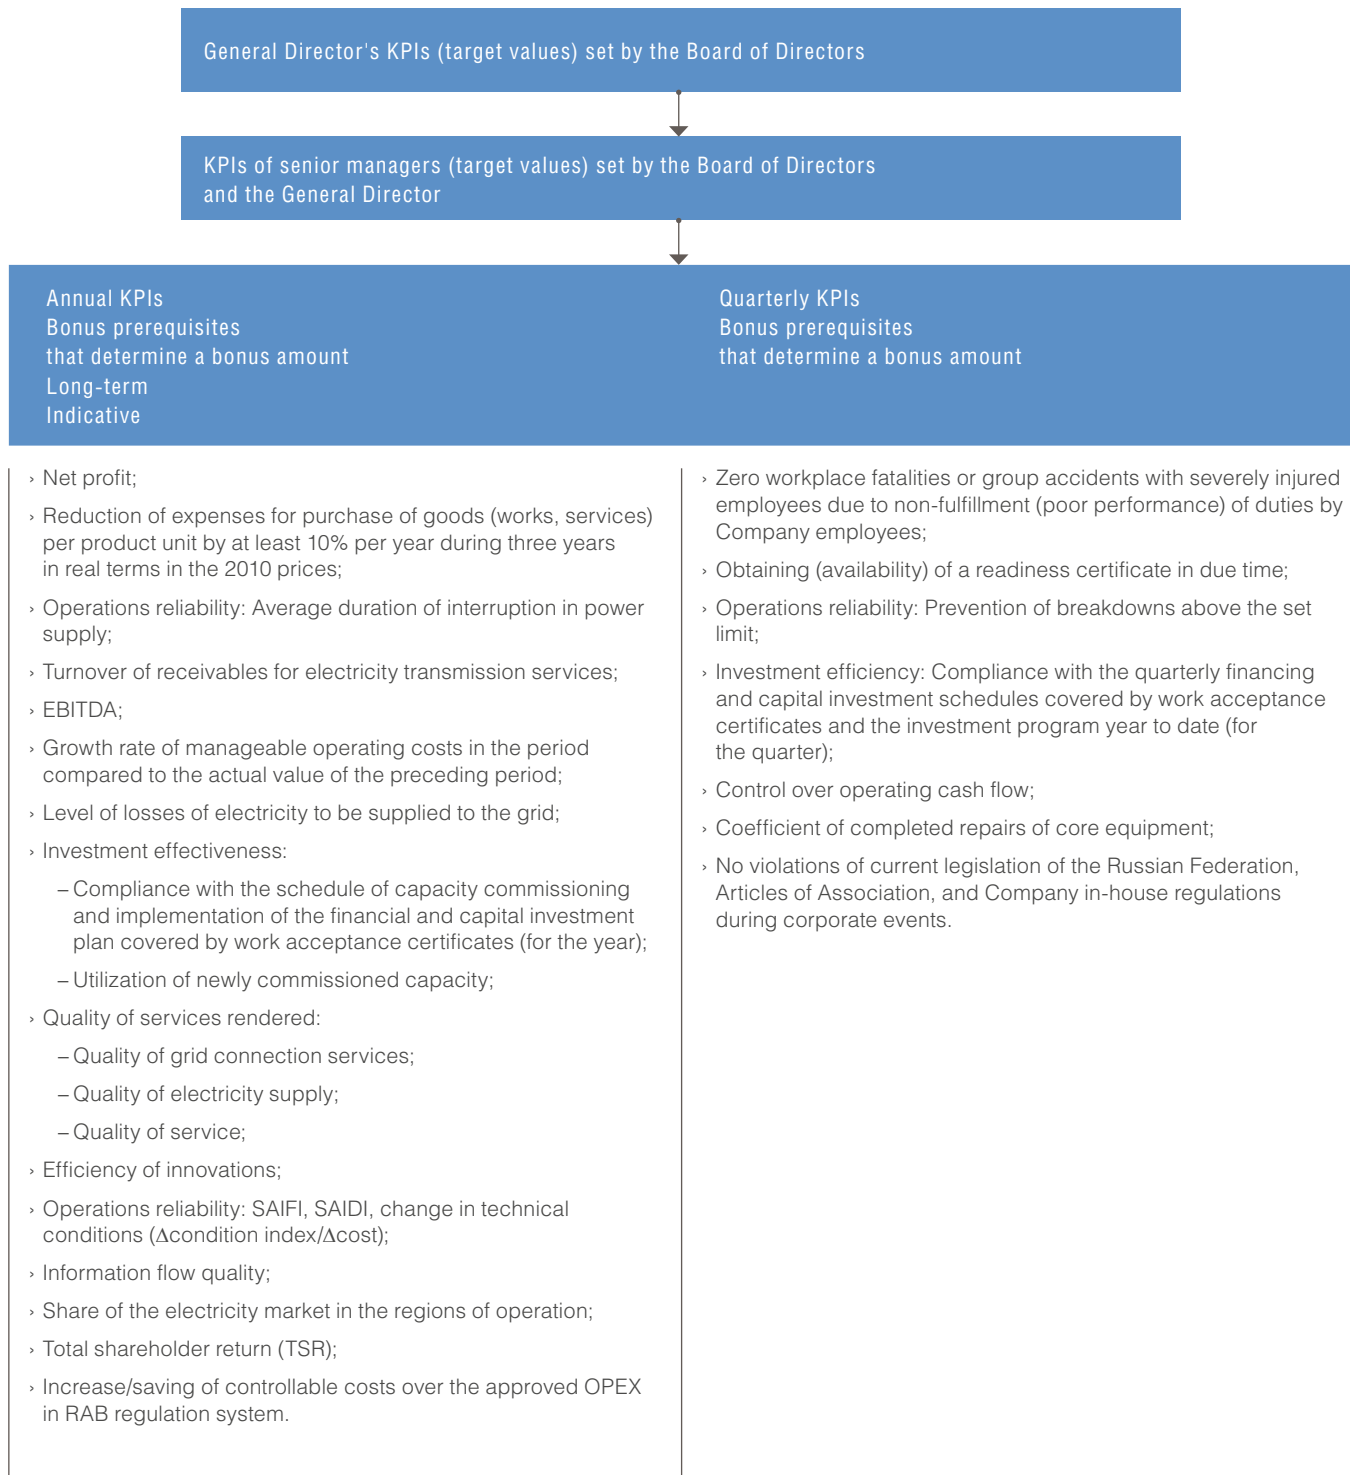 General Director's KPIs (target values) set by the Board of Directors
KPIs of senior managers (target values) set by the Board of Directors
and the General Director
Annual KPIs
Bonus prerequisites
that determine a bonus amount
Long-term
Indicative
Quarterly KPIs
Bonus prerequisites
that determine a bonus amount
› Net profit;
› Reduction of expenses for purchase of goods (works, services)
per product unit by at least 10% per year during three years
in real terms in the 2010 prices;
› Operations reliability: Average duration of interruption in power
supply;
› Turnover of receivables for electricity transmission services;
› EBITDA;
› Growth rate of manageable operating costs in the period
compared to the actual value of the preceding period;
› Level of losses of electricity to be supplied to the grid;
› Investment effectiveness:
– Compliance with the schedule of capacity commissioning
and implementation of the financial and capital investment
plan covered by work acceptance certificates (for the year);
– Utilization of newly commissioned capacity;
› Quality of services rendered:
– Quality of grid connection services;
– Quality of electricity supply;
– Quality of service;
› Efficiency of innovations;
› Operations reliability: SAIFI, SAIDI, change in technical
conditions (Δcondition index/Δcost);
› Information flow quality;
› Share of the electricity market in the regions of operation;
› Total shareholder return (TSR);
› Increase/saving of controllable costs over the approved OPEX
in RAB regulation system.
› Zero workplace fatalities or group accidents with severely injured
employees due to non-fulfillment (poor performance) of duties by
Company employees;
› Obtaining (availability) of a readiness certificate in due time;
› Operations reliability: Prevention of breakdowns above the set
limit;
› Investment efficiency: Compliance with the quarterly financing
and capital investment schedules covered by work acceptance
certificates and the investment program year to date (for
the quarter);
› Control over operating cash flow;
› Coefficient of completed repairs of core equipment;
› No violations of current legislation of the Russian Federation,
Articles of Association, and Company in-house regulations
during corporate events.